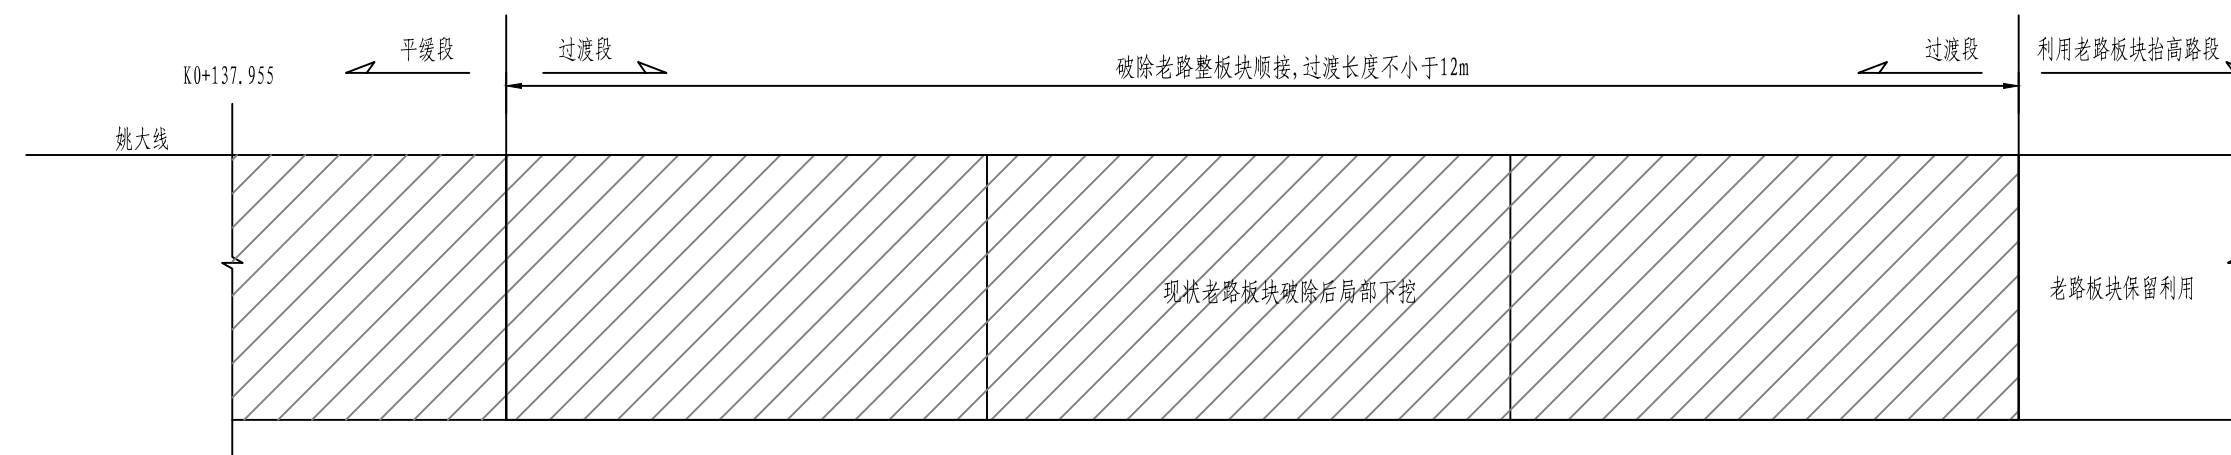 平缓段
过渡段
过渡段
利用老路板块抬高路段
K0+137.955
破除老路整板块顺接,过渡长度不小于12m
姚大线
现状老路板块破除后局部下挖
老路板块保留利用